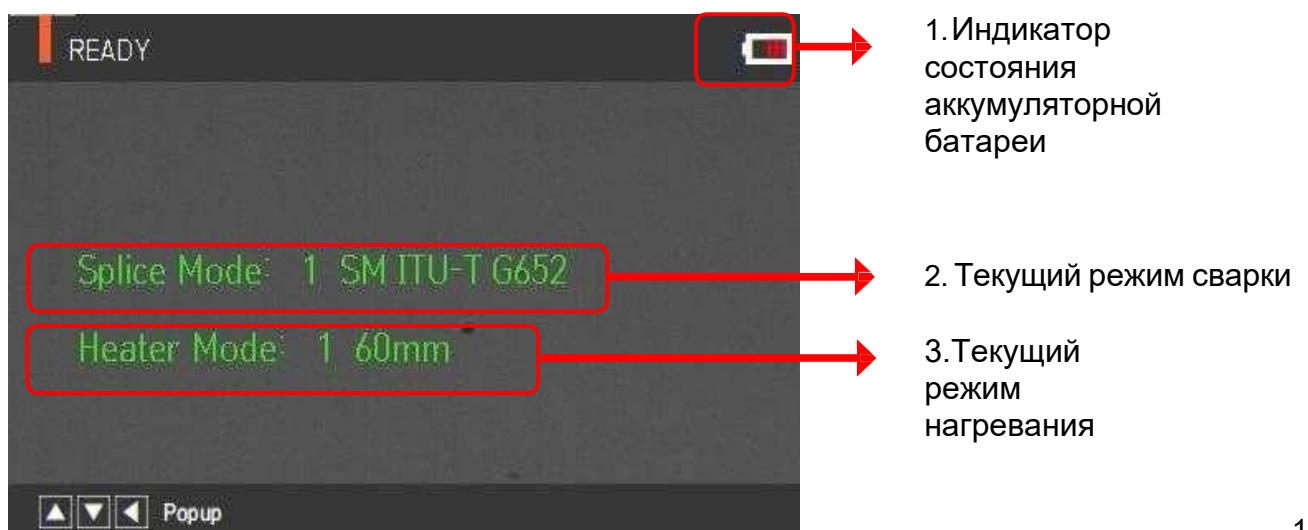 READY
1.Индикатор
состояния
аккумуляторной
батареи
Splice Mode: 1 SM ITU-T G652
2. Текущий режим сварки
Heater Mode: 1 60mm
3.Текущий
режим
нагревания
Popup
1